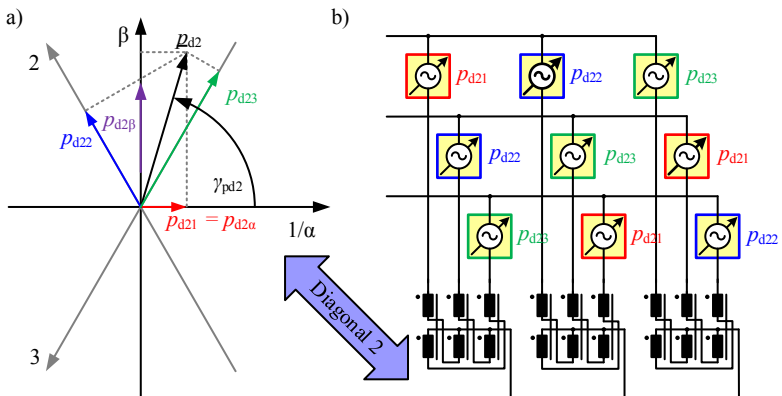 a)
β
p_d2
2
p_d23
p_d2β
p_d22
γ_pd2
p_d21 = p_d2α
1/α
3
Diagonal 2
b)
p_d21
p_d22
p_d23
p_d22
p_d23
p_d21
p_d23
p_d21
p_d22